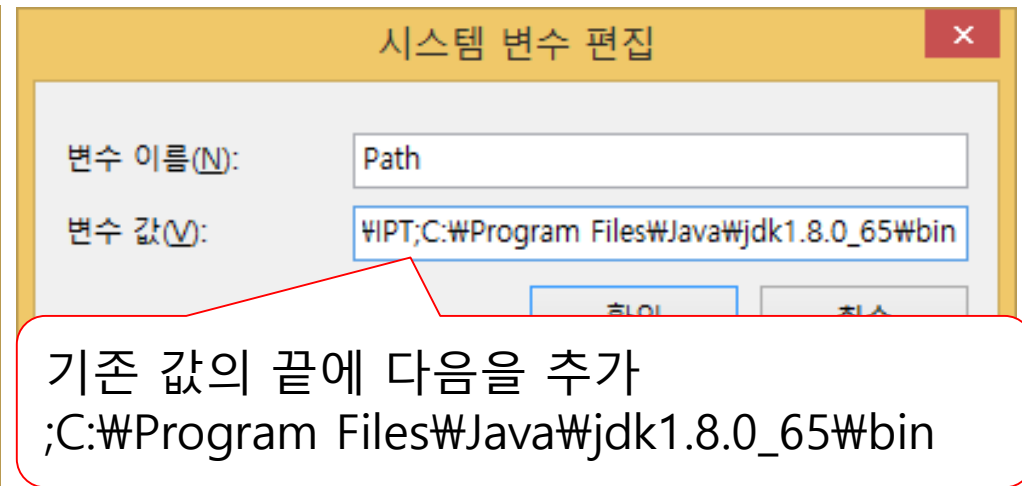 시스템 변수 편집
변수 이름(N):
Path
변수 값(V):
₩IPT;C:₩Program Files₩Java₩jdk1.8.0_65₩bin
기존 값의 끝에 다음을 추가
;C:₩Program Files₩Java₩jdk1.8.0_65₩bin